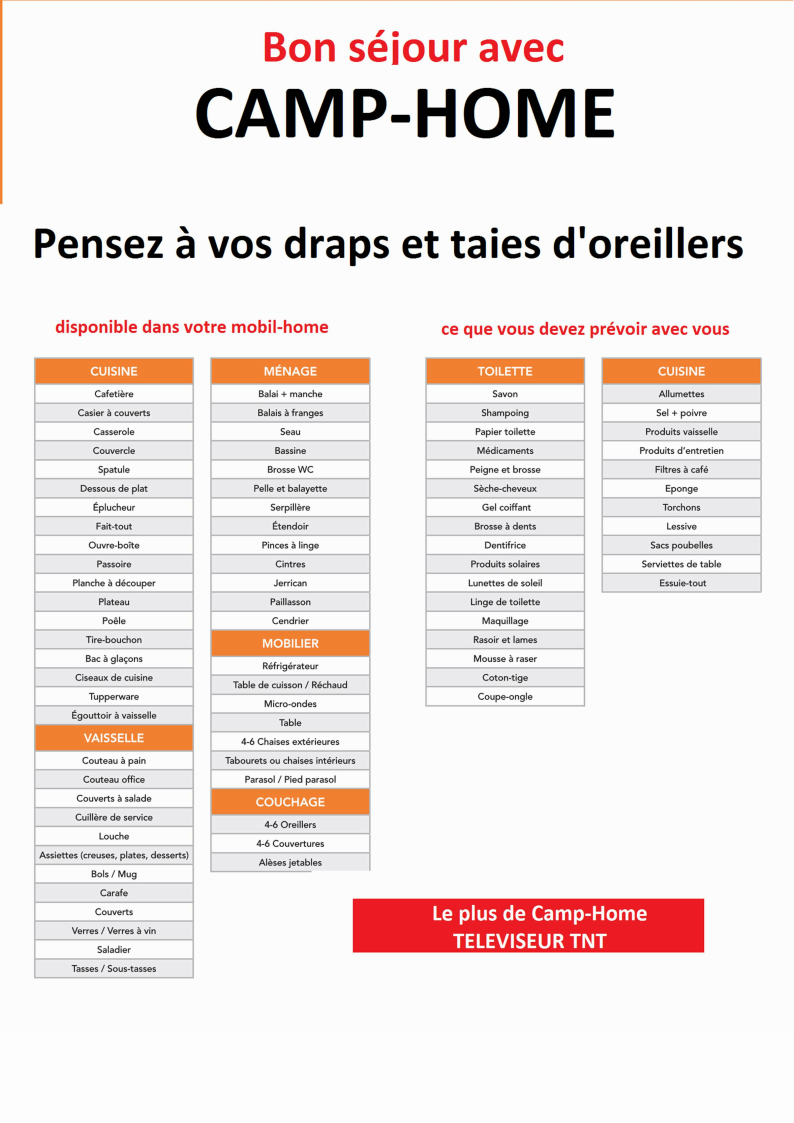 Bon séjour avec
CAMP-HOME
Pensez à vos draps et taies d'oreillers
disponible dans votre mobil-home
CUISINE
Cafetière
Casier à couverts
Casserole
Couvercle
Spatule
Dessous de plat
Éplucheur
Fait-tout
Ouvre-boîte
Passoire
Planche à découper
Plateau
Poêle
Tire-bouchon
Bac à glaçons
Ciseaux de cuisine
Tupperware
Égouttoir à vaisselle
VAISSELLE
Couteau à pain
Couteau office
Couverts à salade
Cuillère de service
Louche
Assiettes (creuses, plates, desserts)
Bols / Mug
Carafe
Couverts
Verres / Verres à vin
Saladier
Tasses / Sous-tasses
MÉNAGE
Balai + manche
Balais à franges
Seau
Bassine
Brosse WC
Pelle et balayette
Serpillère
Étendoir
Pinces à linge
Cintres
Jerrican
Paillasson
Cendrier
MOBILIER
Réfrigérateur
Table de cuisson / Réchaud
Micro-ondes
Table
4-6 Chaises extérieures
Tabourets ou chaises intérieurs
Parasol / Pied parasol
COUCHAGE
4-6 Oreillers
4-6 Couvertures
Alèses jetables
ce que vous devez prévoir avec vous
TOILETTE
Savon
Shampoing
Papier toilette
Médicaments
Peigne et brosse
Sèche-cheveux
Gel coiffant
Brosse à dents
Dentifrice
Produits solaires
Lunettes de soleil
Linge de toilette
Maquillage
Rasoir et lames
Mousse à raser
Coton-tige
Coupe-ongle
CUISINE
Allumettes
Sel + poivre
Produits vaisselle
Produits d'entretien
Filtres à café
Eponge
Torchons
Lessive
Sacs poubelles
Serviettes de table
Essuie-tout
Le plus de Camp-Home
TELEVISEUR TNT